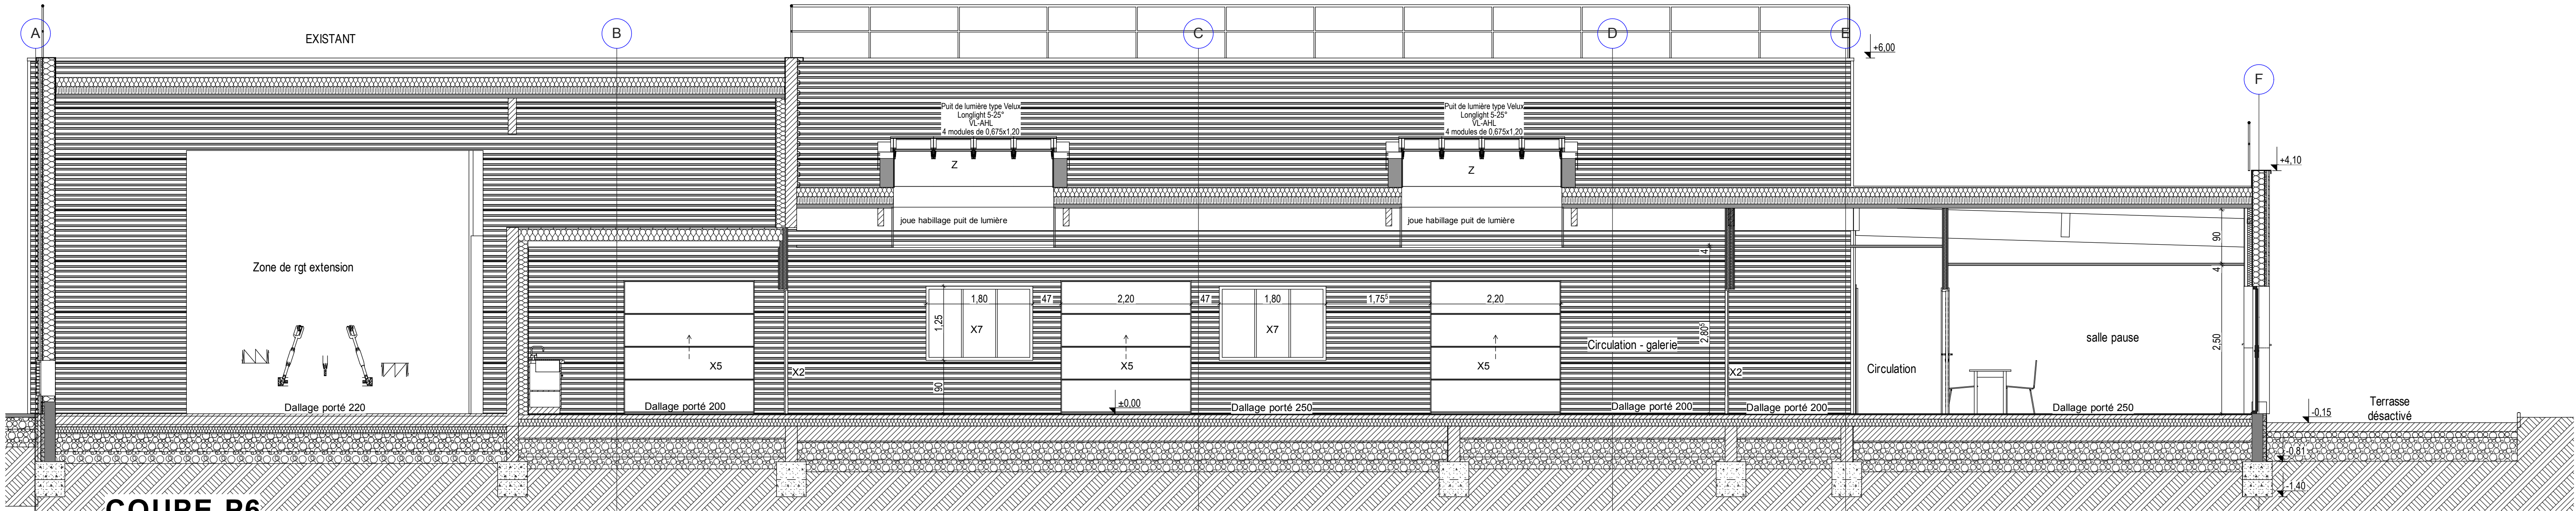 A
EXISTANT
B
C
D
E
+6,00
F
Puit de lumière type Velux
Longlight 5-25°
VL-AHL
4 modules de 0,675x1,20
Z
Puit de lumière type Velux
Longlight 5-25°
VL-AHL
4 modules de 0,675x1,20
Z
+4,10
joue habillage puit de lumière
joue habillage puit de lumière
Zone de rgt extension
4
90
4
1,80
47
2,20
47
1,80
1,75⁵
2,20
1,25
X7
X7
2,80⁵
2,50
X5
X5
X5
Circulation - galerie
salle pause
X2
X2
Circulation
90
Dallage porté 220
Dallage porté 200
±0,00
Dallage porté 250
Dallage porté 200
Dallage porté 200
Dallage porté 250
-0,15
Terrasse
désactivé
-0,81
-1,40
COUPE P6